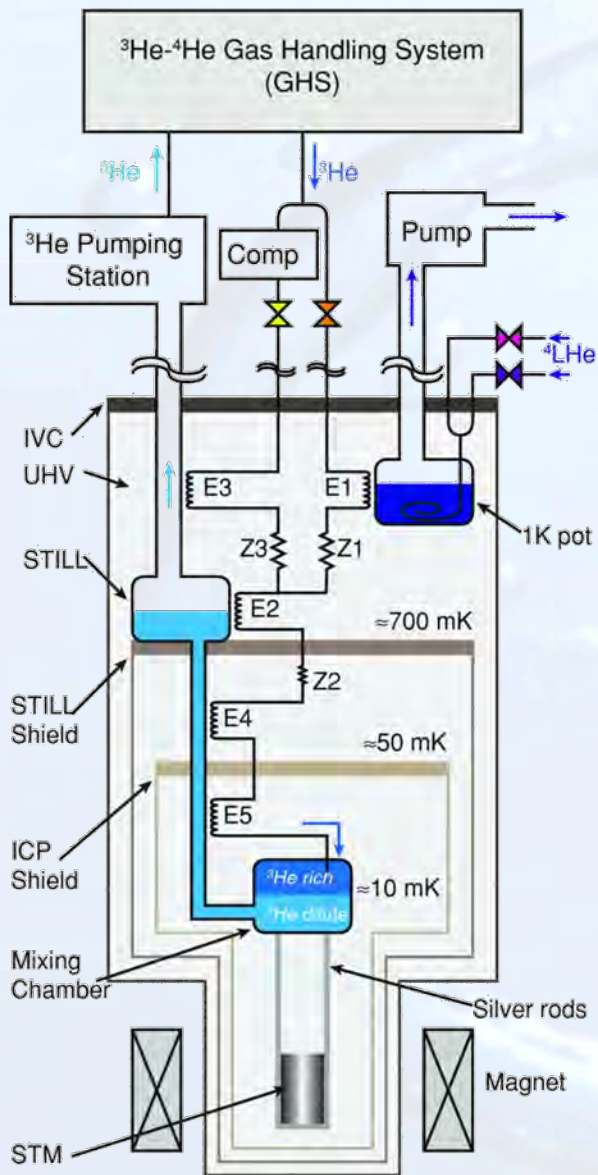 ³He-⁴He Gas Handling System
(GHS)
³He
³He
³He Pumping
Station
Comp
Pump
⁴LHe
IVC
UHV
E3
E1
1K pot
Z3
Z1
STILL
E2
≈700 mK
Z2
STILL
Shield
E4
≈50 mK
E5
ICP
Shield
³He rich
≈10 mK
³He dilute
Mixing
Chamber
Silver rods
Magnet
STM